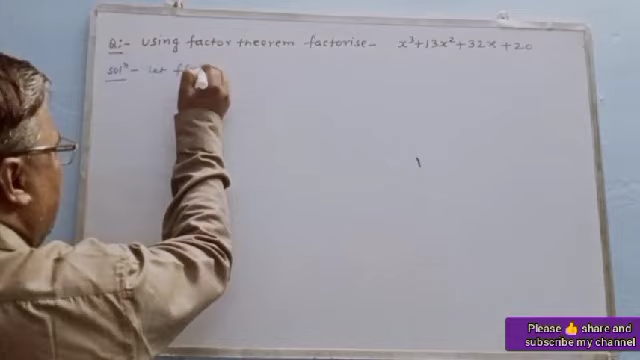 Q:- using factor theorem factorise- x³+13x²+32x+20
Solⁿ- let f(
Please 👍 share and
subscribe my channel